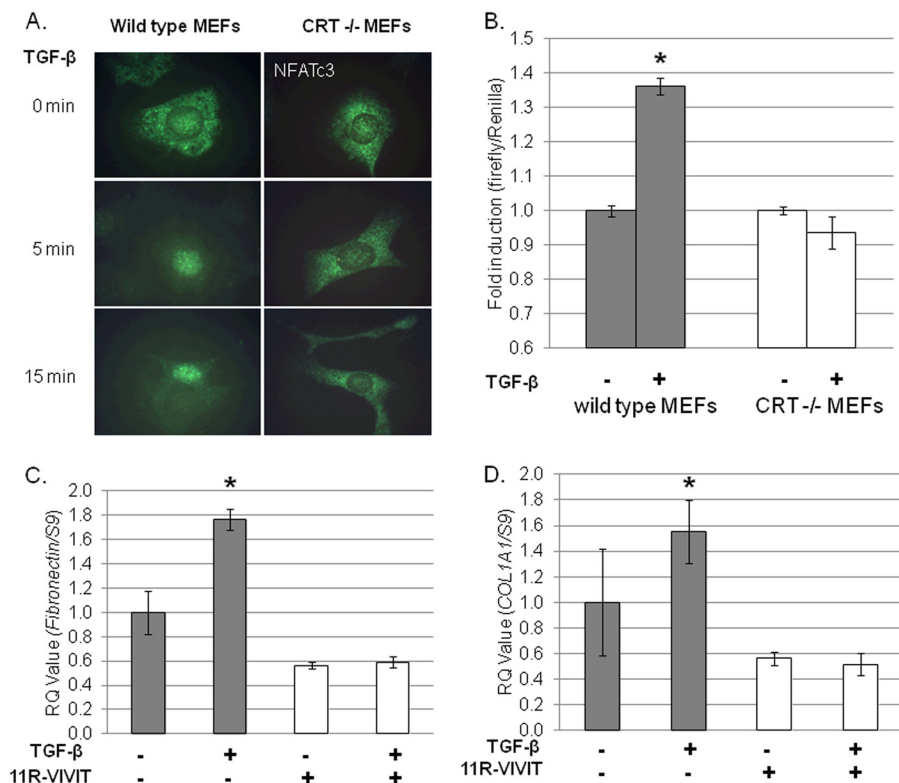 A.
Wild type MEFs CRT -/- MEFs
TGF-β
NFATc3
0 min
5 min
15 min
B.
Fold induction (firefly/Renilla)
1.5
1.4
1.3
1.2
1.1
1.0
0.9
0.8
0.7
0.6
*
TGF-β - + - +
wild type MEFs CRT -/- MEFs
C.
RQ Value (Fibronectin/S9)
2.0
1.8
1.6
1.4
1.2
1.0
0.8
0.6
0.4
0.2
0.0
*
TGF-β - + - +
11R-VIVIT - - + +
D.
RQ Value (COL1A1/S9)
2.0
1.8
1.6
1.4
1.2
1.0
0.8
0.6
0.4
0.2
0.0
*
TGF-β - + - +
11R-VIVIT - - + +